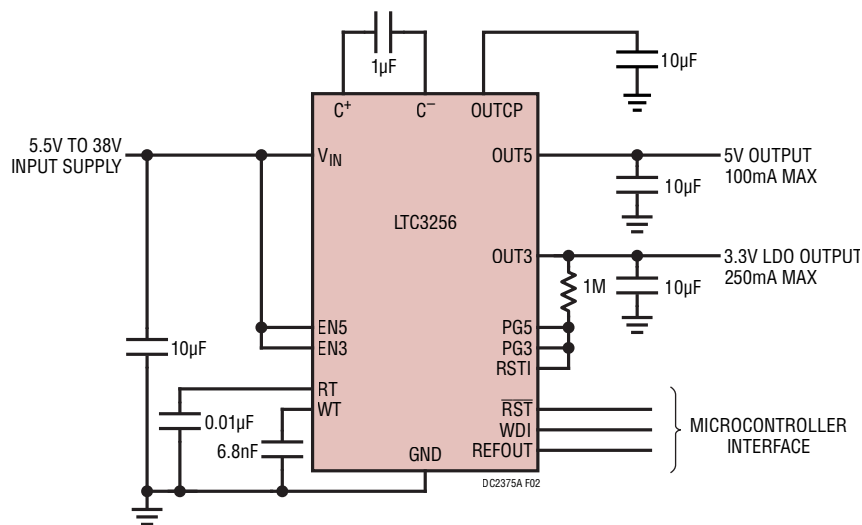 1µF
10µF
C+
C–
OUTCP
5.5V TO 38V
INPUT SUPPLY
VIN
OUT5
5V OUTPUT
100mA MAX
10µF
LTC3256
OUT3
3.3V LDO OUTPUT
250mA MAX
1M
10µF
EN5
EN3
PG5
PG3
RSTI
10µF
RT
WT
0.01µF
6.8nF
RST
WDI
REFOUT
MICROCONTROLLER
INTERFACE
GND
DC2375A F02